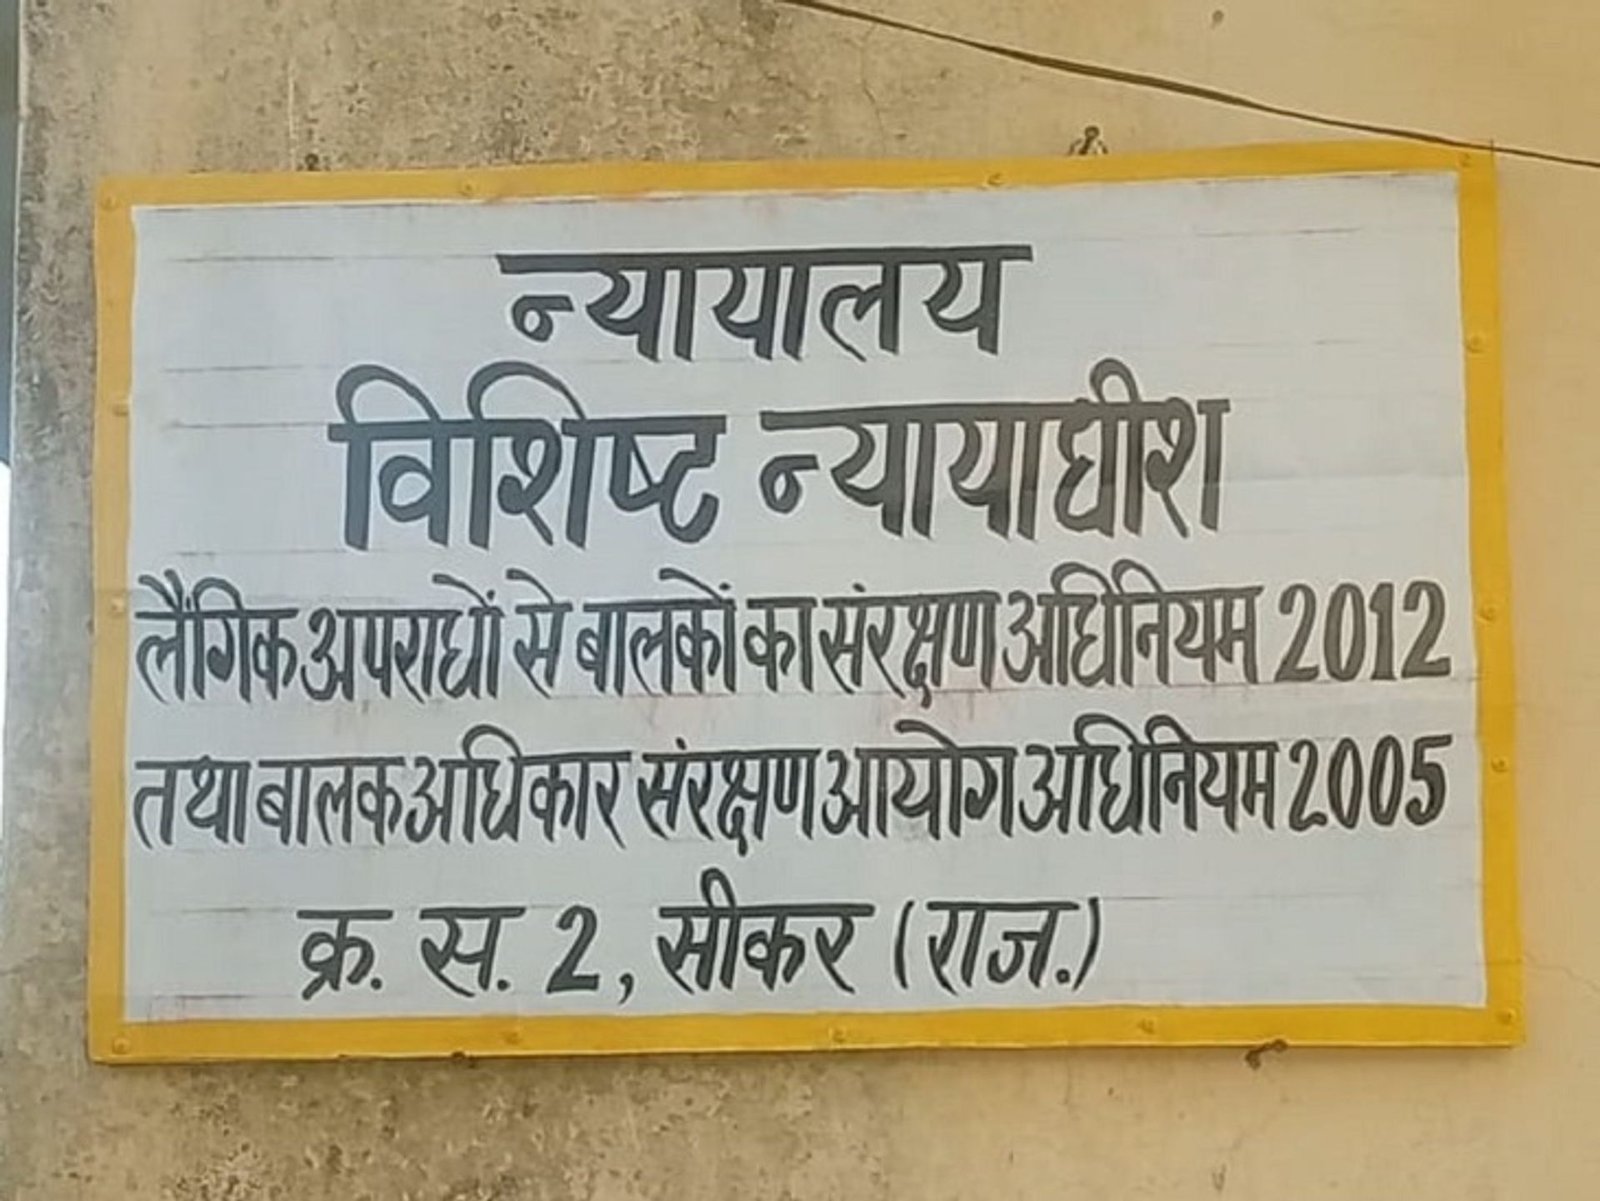 न्यायालय
विशिष्ट न्यायाधीश
लैंगिक अपराधों से बालकों का संरक्षण अधिनियम 2012
तथा बालक अधिकार संरक्षण आयोग अधिनियम 2005
क्र. स. 2, सीकर (राज.)